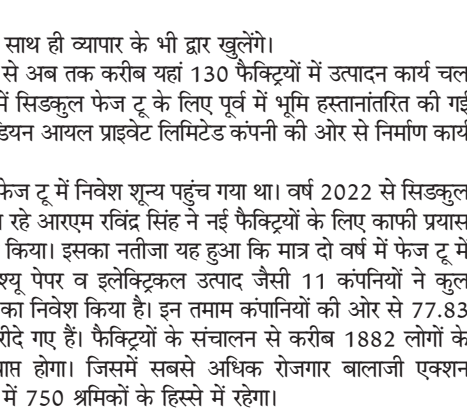 साथ ही व्यापार के भी द्वार खुलेंगे।
से अब तक करीब यहां 130 फैक्ट्रियों में उत्पादन कार्य चल
में सिडकुल फेज टू के लिए पूर्व में भूमि हस्तानांतरित की गई
डियन आयल प्राइवेट लिमिटेड कंपनी की ओर से निर्माण कार्य
फेज टू में निवेश शून्य पहुंच गया था। वर्ष 2022 से सिडकुल
रहे आरएम रविंद्र सिंह ने नई फैक्ट्रियों के लिए काफी प्रयास
किया। इसका नतीजा यह हुआ कि मात्र दो वर्ष में फेज टू मे
श्यू पेपर व इलेक्ट्रिकल उत्पाद जैसी 11 कंपनियों ने कुल
का निवेश किया है। इन तमाम कंपानियों की ओर से 77.83
रीदे गए हैं। फैक्ट्रियों के संचालन से करीब 1882 लोगों के
प्राप्त होगा। जिसमें सबसे अधिक रोजगार बालाजी एक्शन
में 750 श्रमिकों के हिस्से में रहेगा।